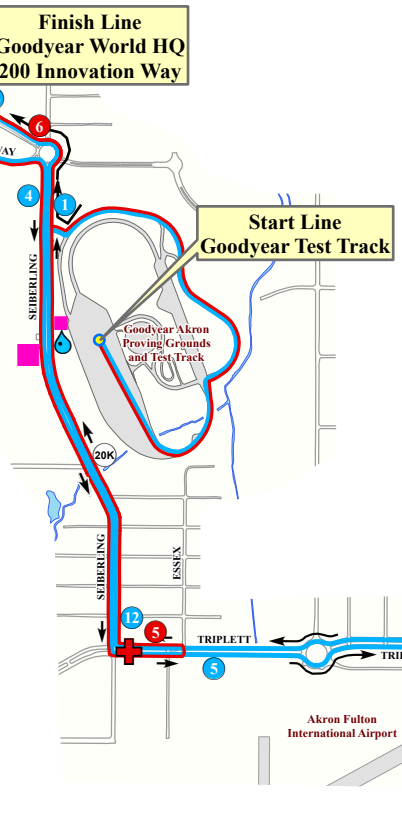 Finish Line
Goodyear World HQ
200 Innovation Way
6
4
1
SEIBERLING
Start Line
Goodyear Test Track
Goodyear Akron
Proving Grounds
and Test Track
20K
SEIBERLING
ESSEX
12
5
TRIPLETT
5
Akron Fulton
International Airport